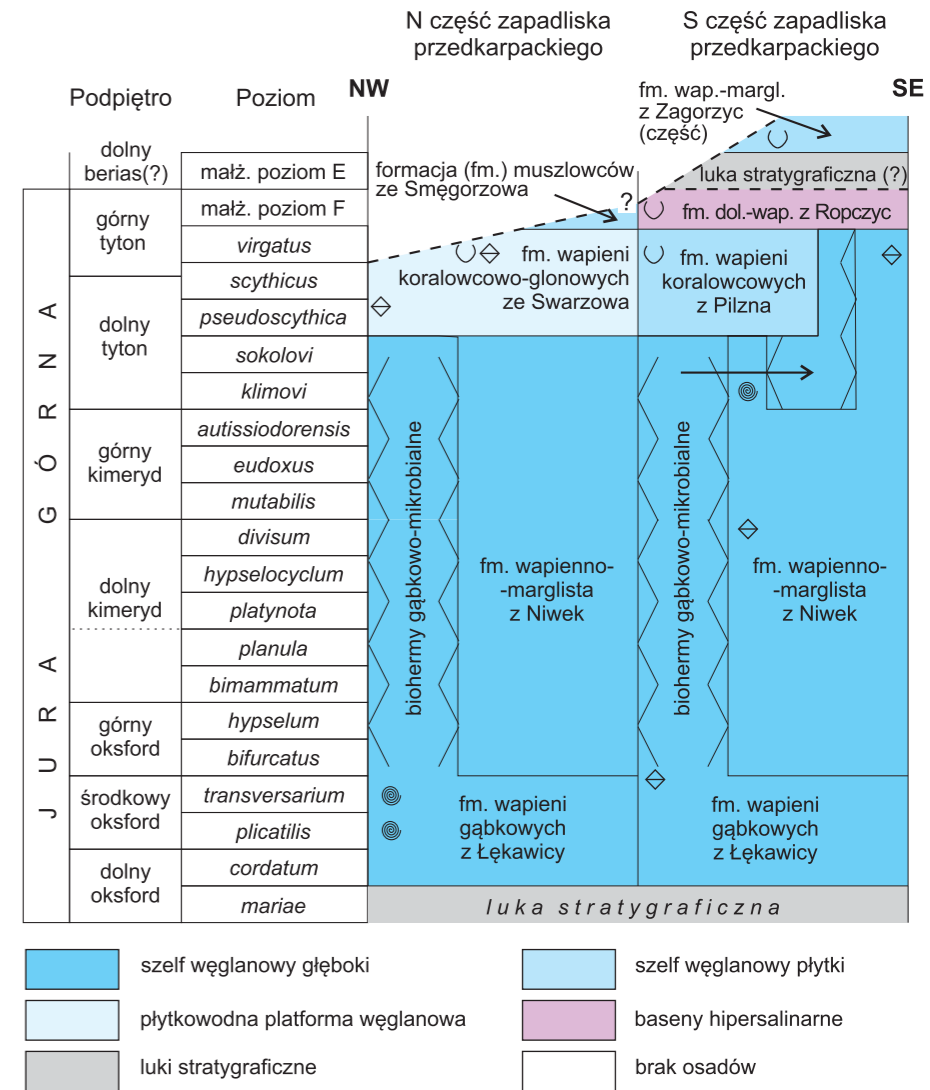 N część zapadliska
przedkarpackiego
S część zapadliska
przedkarpackiego
Podpiętro
Poziom
NW
SE
fm. wap.-margl.
z Zagorzyc
(część)
dolny
berias(?)
małż. poziom E
formacja (fm.) muszlowców
ze Smęgorzowa
?
luka stratygraficzna (?)
JURA GÓRNA
górny
tyton
małż. poziom F
fm. dol.-wap. z Ropczyc
virgatus
fm. wapieni
koralowcowo-glonowych
ze Swarzowa
fm. wapieni
koralowcowych
z Pilzna
dolny
tyton
scythicus
pseudoscythica
sokolovi
klimovi
górny
kimeryd
autissiodorensis
eudoxus
mutabilis
dolny
kimeryd
divisum
hypselocyclum
platynota
planula
bimammatum
biohermy gąbkowo-mikrobialne
fm. wapienno-
-marglista
z Niwek
biohermy gąbkowo-mikrobialne
fm. wapienno-
-marglista
z Niwek
górny
oksford
hypselum
bifurcatus
środkowy
oksford
transversarium
plicatilis
fm. wapieni
gąbkowych
z Łękawicy
fm. wapieni
gąbkowych
z Łękawicy
dolny
oksford
cordatum
mariae
luka stratygraficzna
szelf węglanowy głęboki
szelf węglanowy płytki
płytkowodna platforma węglanowa
baseny hipersalinarne
luki stratygraficzne
brak osadów